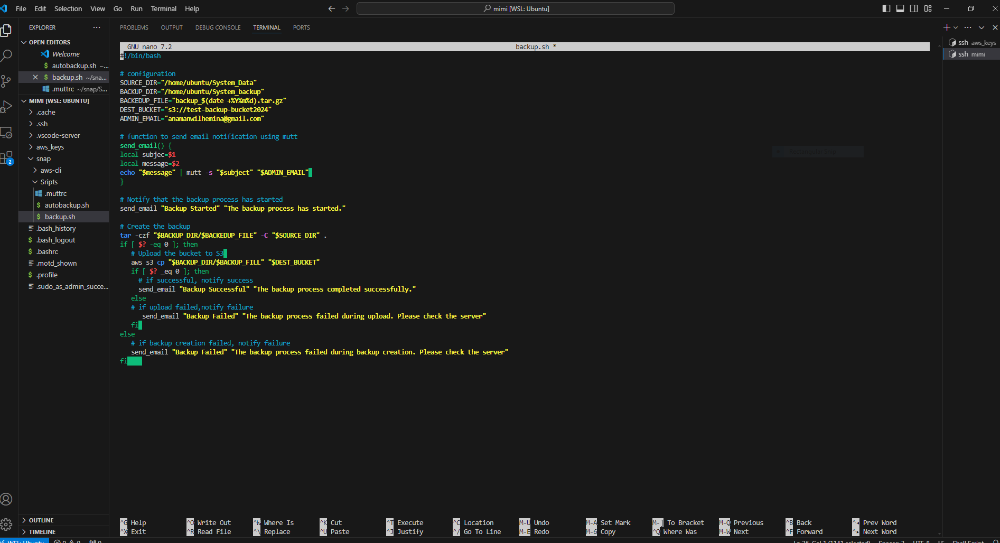 File Edit Selection View Go Run Terminal Help
mimi [WSL: Ubuntu]
EXPLORER
OPEN EDITORS
Welcome
$ autobackup.sh ~...
$ backup.sh ~/sna...
.muttrc ~/snap/S...
MIMI [WSL: UBUNTU]
.cache
.ssh
.vscode-server
aws_keys
snap
aws-cli
Sripts
.muttrc
$ autobackup.sh
$ backup.sh
.bash_history
$ .bash_logout
$ .bashrc
.motd_shown
$ .profile
.sudo_as_admin_succe...
OUTLINE
TIMELINE
2
PROBLEMS OUTPUT DEBUG CONSOLE TERMINAL PORTS
ssh aws_keys
ssh mimi
GNU nano 7.2 backup.sh *
#!/bin/bash
# configuration
SOURCE_DIR="/home/ubuntu/System_Data"
BACKUP_DIR="/home/ubuntu/System_backup"
BACKEDUP_FILE="backup_$(date +%Y%m%d).tar.gz"
DEST_BUCKET="s3://test-backup-bucket2024"
ADMIN_EMAIL="anamanwilhemina@gmail.com"
# function to send email notification using mutt
send_email() {
local subjec=$1
local message=$2
echo "$message" | mutt -s "$subject" "$ADMIN_EMAIL"
}
# Notify that the backup process has started
send_email "Backup Started" "The backup process has started."
# Create the backup
tar -czf "$BACKUP_DIR/$BACKEDUP_FILE" -C "$SOURCE_DIR" .
if [ $? -eq 0 ]; then
# Upload the bucket to S3
aws s3 cp "$BACKUP_DIR/$BACKUP_FILL" "$DEST_BUCKET"
if [ $? _eq 0 ]; then
# if successful, notify success
send_email "Backup Successful" "The backup process completed successfully."
else
# if upload failed,notify failure
send_email "Backup Failed" "The backup process failed during upload. Please check the server"
fi
else
# if backup creation failed, notify failure
send_email "Backup Failed" "The backup process failed during backup creation. Please check the server"
fi
Rectangular Snip
^G Help ^O Write Out ^W Where Is ^K Cut ^T Execute ^C Location M-U Undo M-A Set Mark M-] To Bracket M-Q Previous ^B Back ^◂ Prev Word
^X Exit ^R Read File ^\ Replace ^U Paste ^J Justify ^/ Go To Line M-E Redo M-6 Copy ^Q Where Was M-W Next ^F Forward ^▸ Next Word
WSL: Ubuntu 0 0 0 Ln 36, Col 1 (1141 selected) Spaces: 2 UTF-8 LF Shell Script